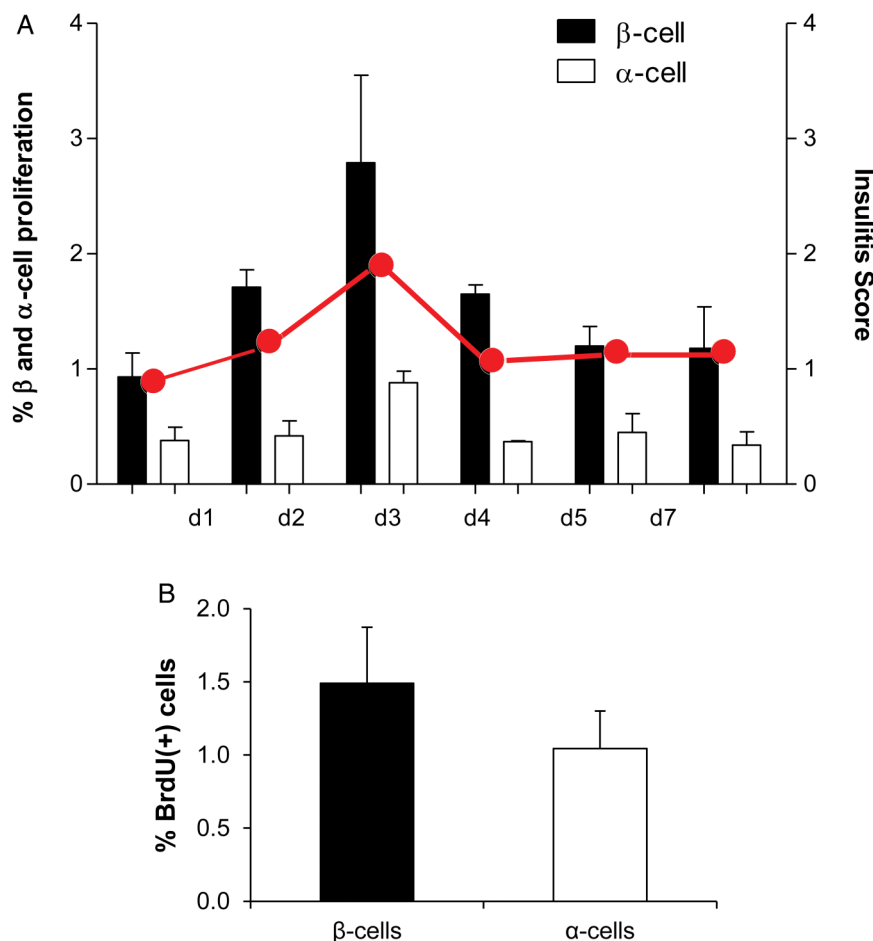 A
β-cell
α-cell
% β and α-cell proliferation
4
3
2
1
0
4
3
2
1
0
Insulitis Score
d1 d2 d3 d4 d5 d7
B
% BrdU(+) cells
2.0
1.5
1.0
0.5
0.0
β-cells α-cells